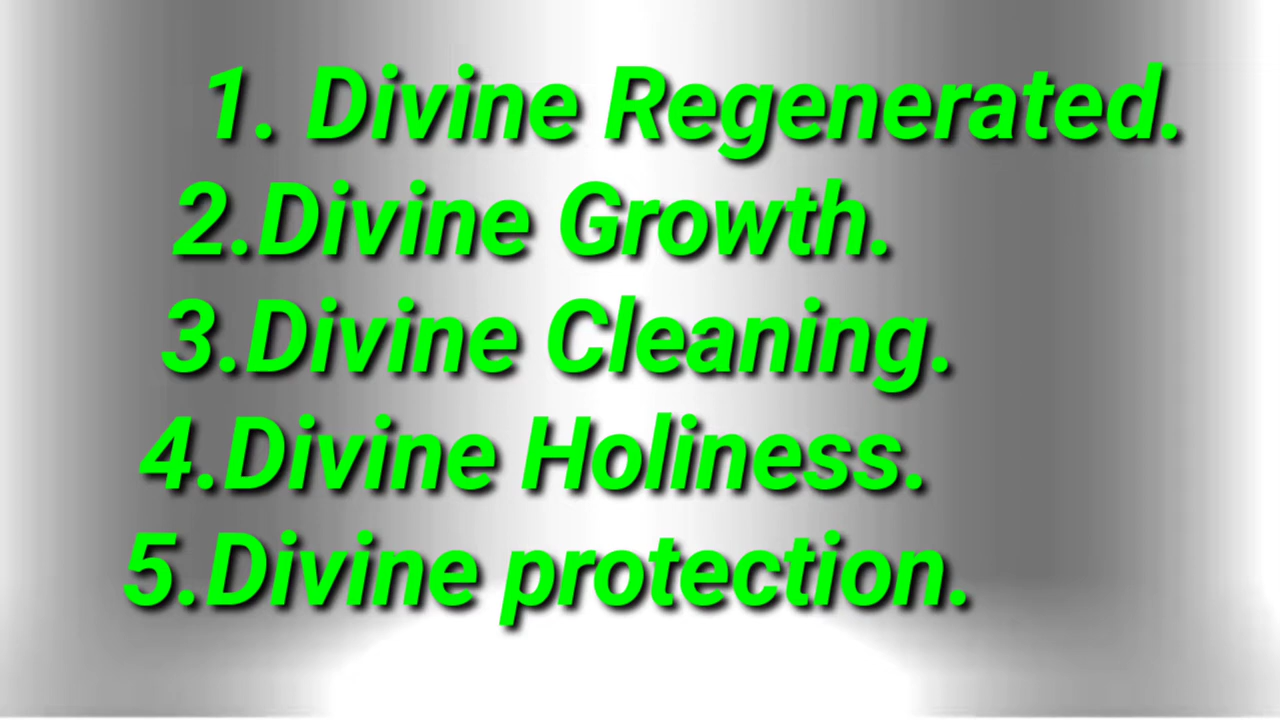 1. Divine Regenerated.
2.Divine Growth.
3.Divine Cleaning.
4.Divine Holiness.
5.Divine protection.